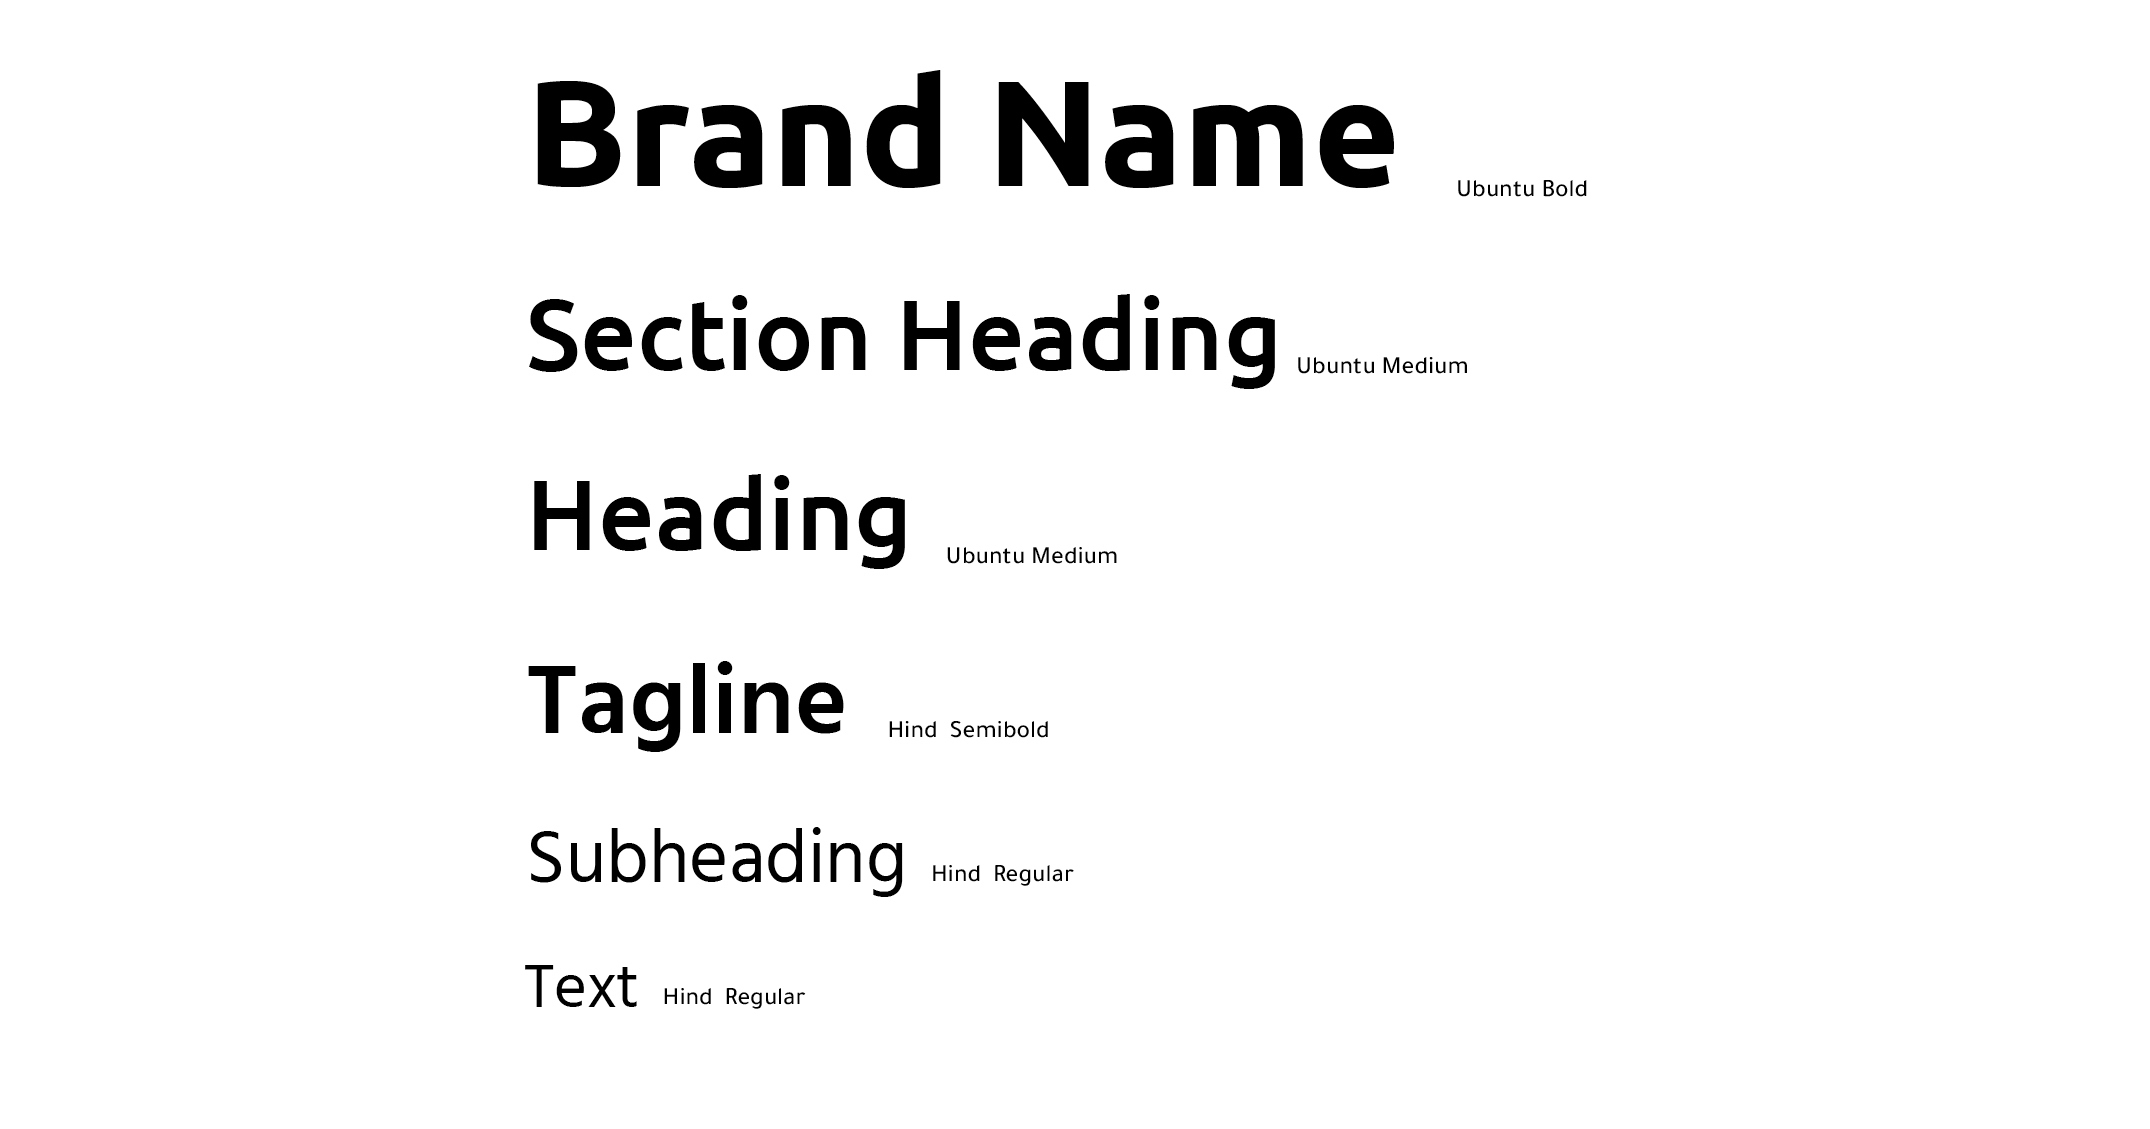 Brand Name Ubuntu Bold
Section Heading Ubuntu Medium
Heading Ubuntu Medium
Tagline Hind Semibold
Subheading Hind Regular
Text Hind Regular